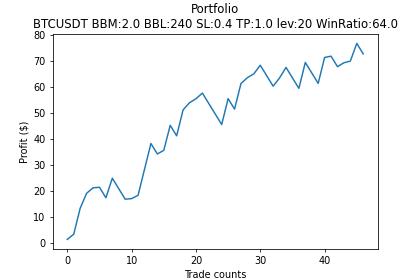 Portfolio
BTCUSDT BBM:2.0 BBL:240 SL:0.4 TP:1.0 lev:20 WinRatio:64.0
80
70
60
50
40
30
20
10
0
Profit ($)
0 10 20 30 40
Trade counts